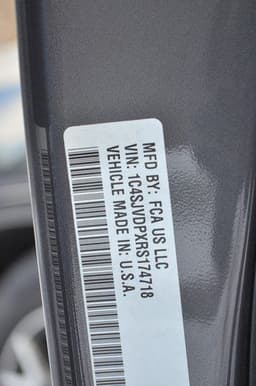 MFD BY: FCA US LLC
VIN: 1C4SJVDPXRS174718
VEHICLE MADE IN: U.S.A.